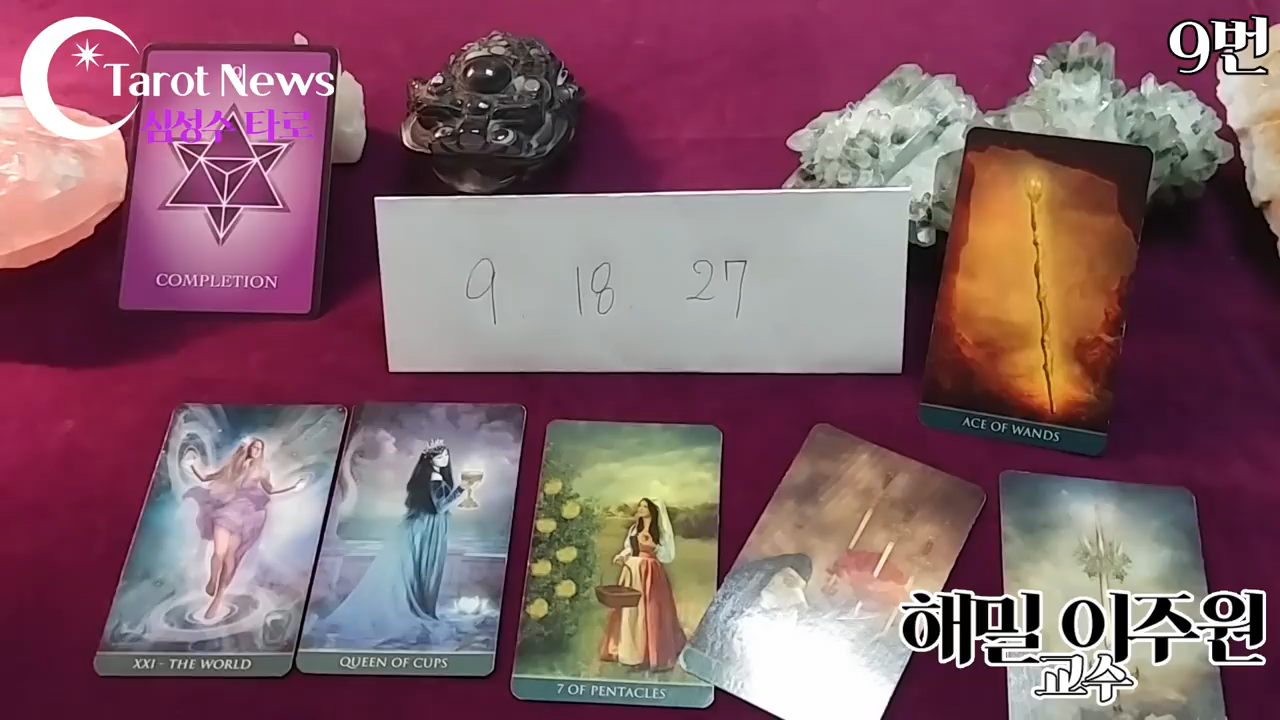 Tarot News
심성수 타로
9번
COMPLETION
9 18 27
ACE OF WANDS
XXI - THE WORLD
QUEEN OF CUPS
7 OF PENTACLES
해밀 이주원
교수